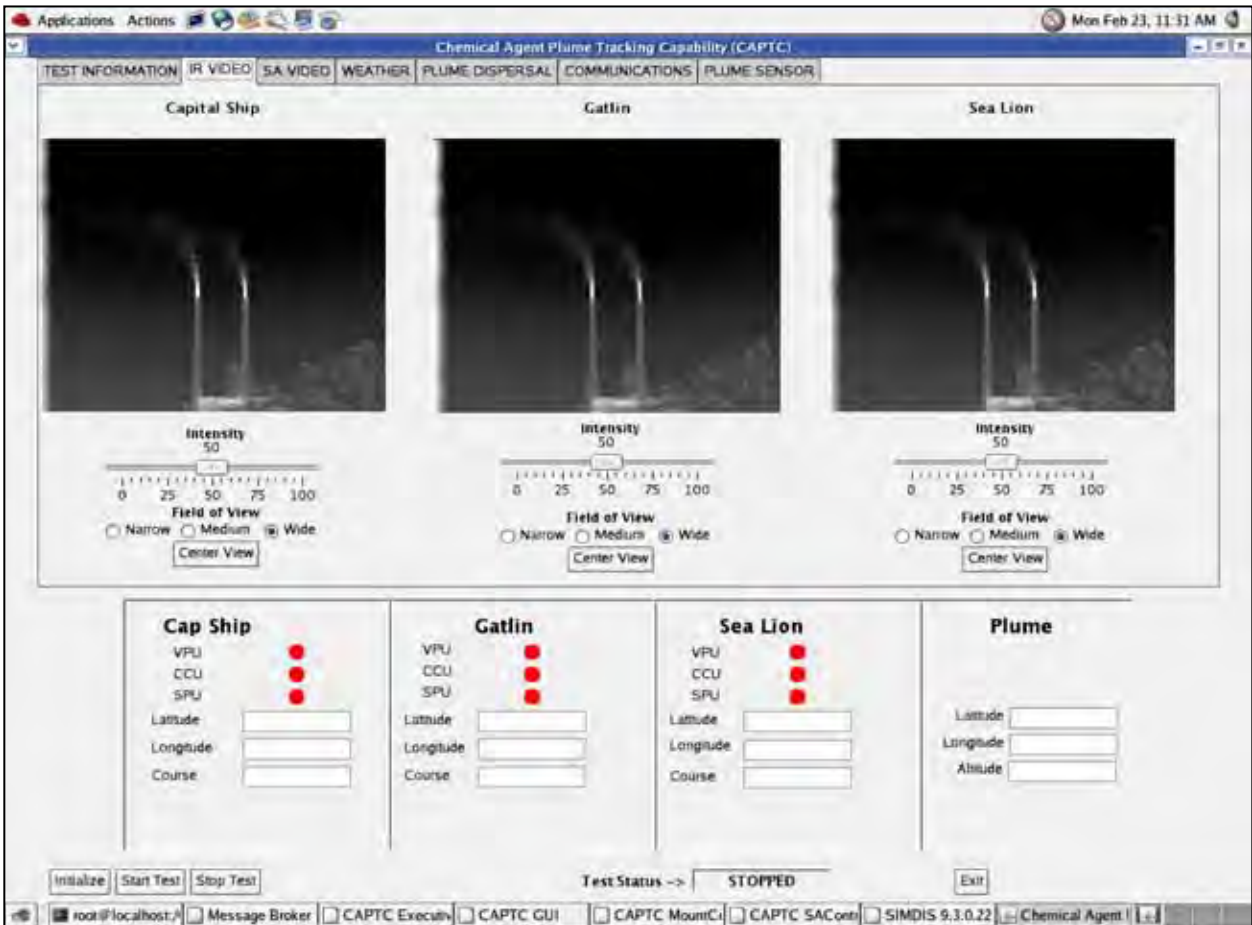 Applications Actions Mon Feb 23, 11:31 AM
Chemical Agent Plume Tracking Capability (CAPTC)
TEST INFORMATION IR VIDEO SA VIDEO WEATHER PLUME DISPERSAL COMMUNICATIONS PLUME SENSOR
Capital Ship Gatlin Sea Lion
Intensity Intensity Intensity
50 50 50
0 25 50 75 100 0 25 50 75 100 0 25 50 75 100
Field of View Field of View Field of View
Narrow Medium Wide Narrow Medium Wide Narrow Medium Wide
Center View Center View Center View
Cap Ship Gatlin Sea Lion Plume
VPU VPU VPU
CCU CCU CCU
SPU SPU SPU
Latitude Latitude Latitude Latitude
Longitude Longitude Longitude Longitude
Course Course Course Altitude
Initialize Start Test Stop Test Test Status -> STOPPED Exit
root@localhost:/ Message Broker CAPTC Executiv CAPTC GUI CAPTC MountC CAPTC SAContr SIMDIS 9.3.0.22 Chemical Agent